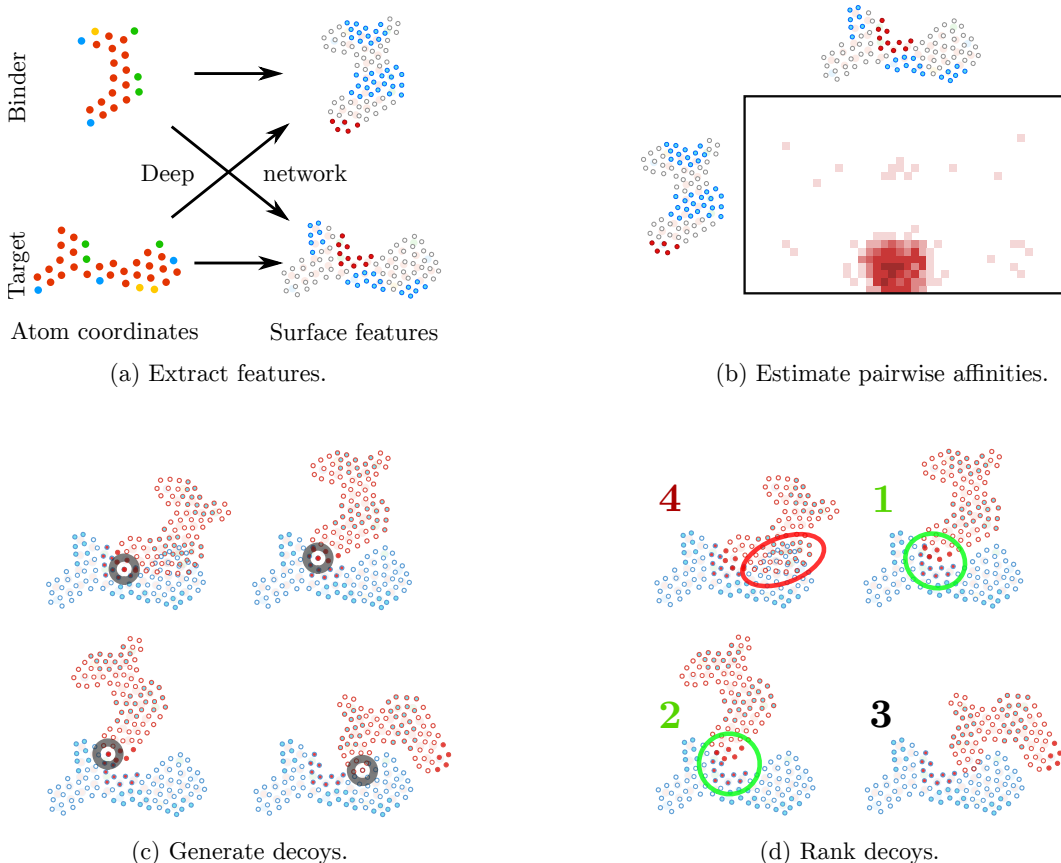 Binder
Deep network
Target
Atom coordinates
Surface features
(a) Extract features.
(b) Estimate pairwise affinities.
(c) Generate decoys.
4
1
2
3
(d) Rank decoys.